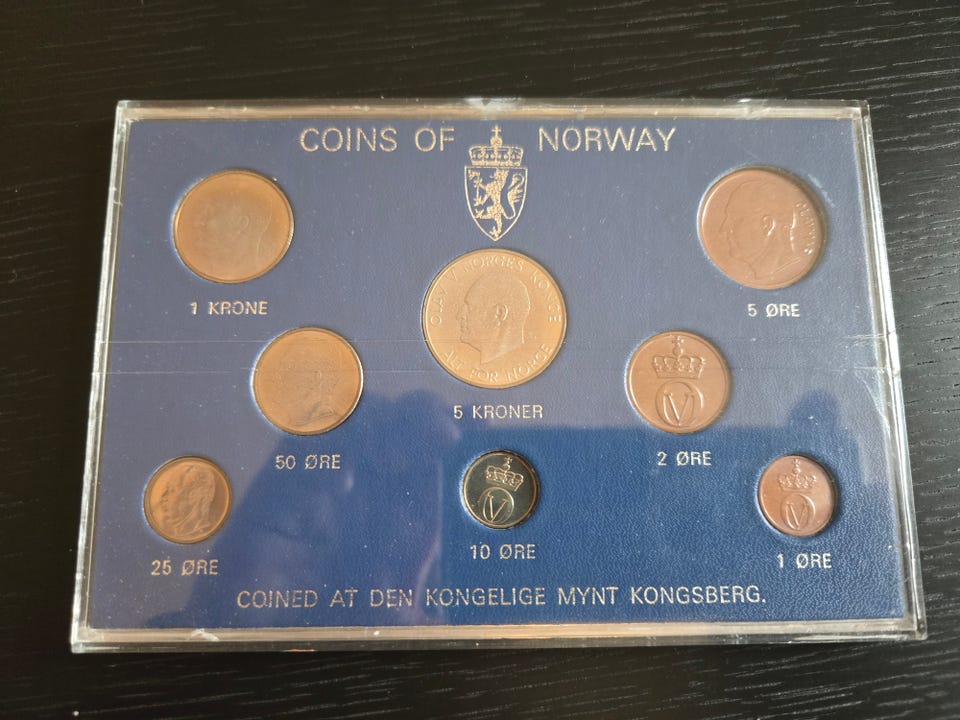 COINS OF NORWAY
1 KRONE
5 ØRE
OLAV V NORGES KONGE
ALT FOR NORGE
5 KRONER
50 ØRE
2 ØRE
25 ØRE
10 ØRE
1 ØRE
COINED AT DEN KONGELIGE MYNT KONGSBERG.